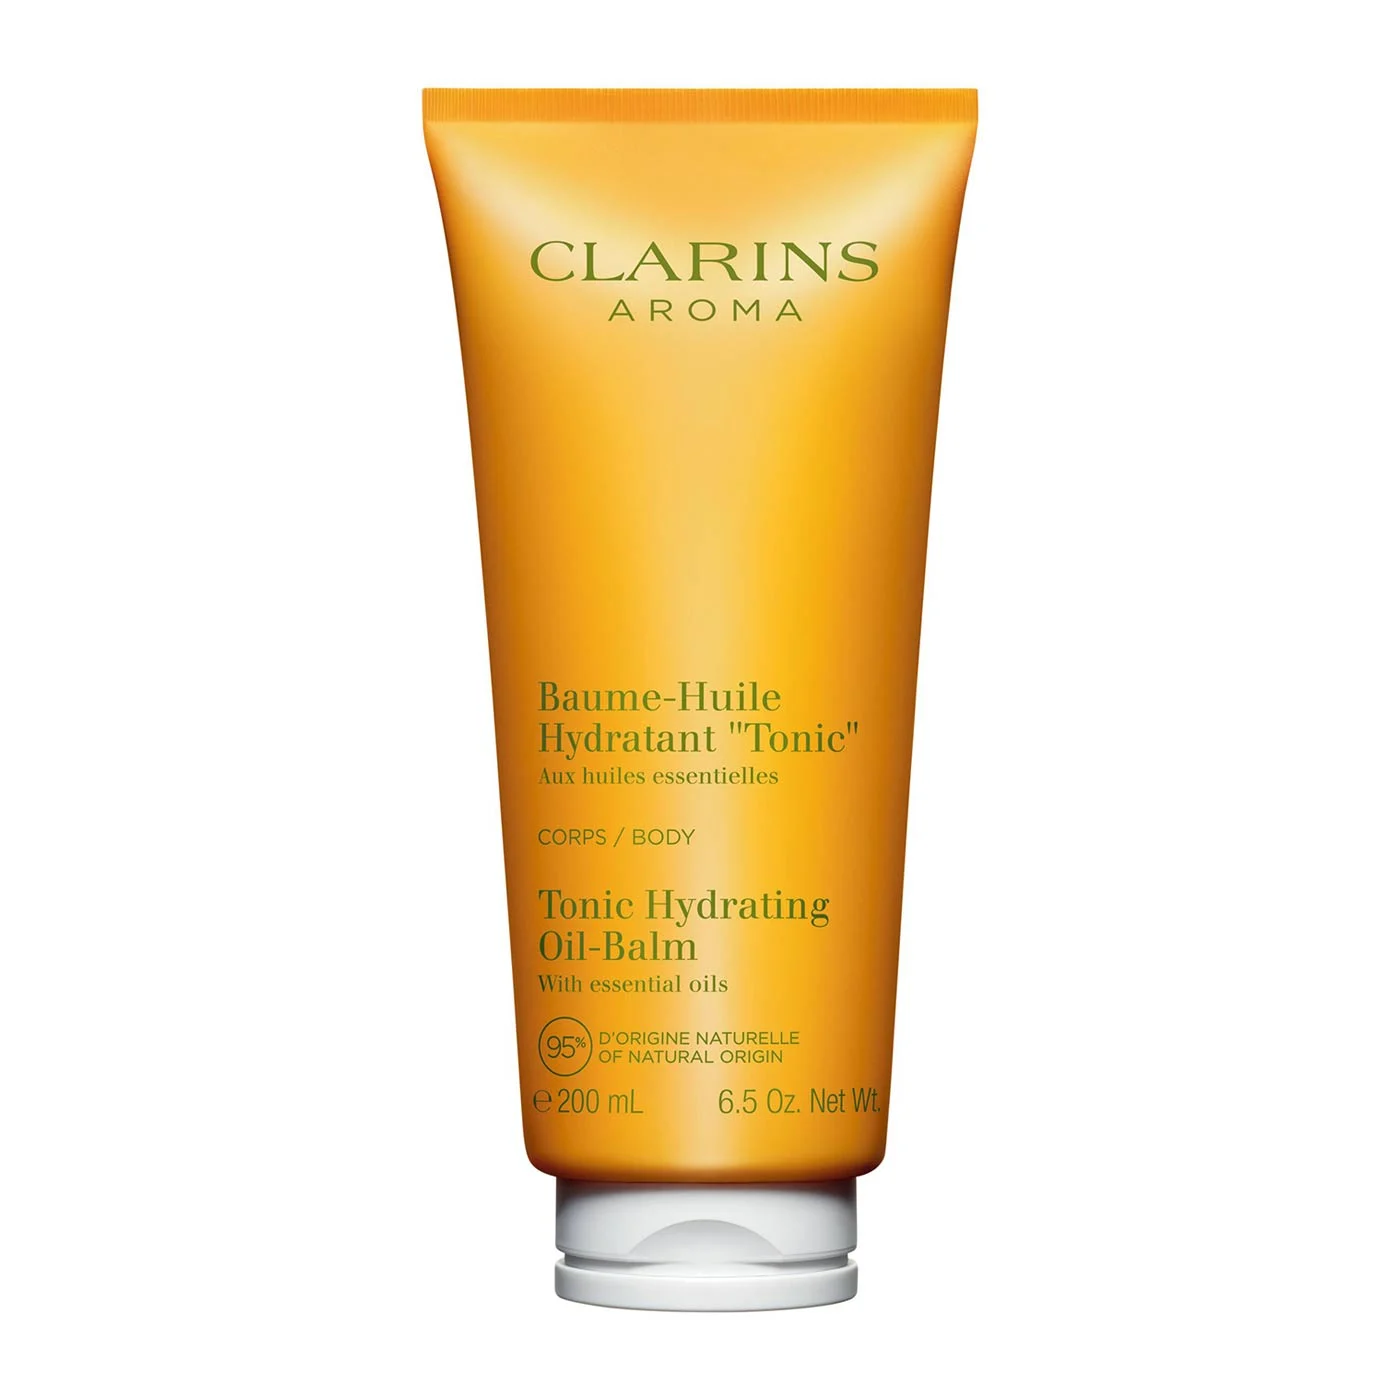 CLARINS
AROMA
Baume-Huile
Hydratant "Tonic"
Aux huiles essentielles
CORPS / BODY
Tonic Hydrating
Oil-Balm
With essential oils
95% D'ORIGINE NATURELLE
OF NATURAL ORIGIN
℮ 200 mL 6.5 Oz. Net Wt.